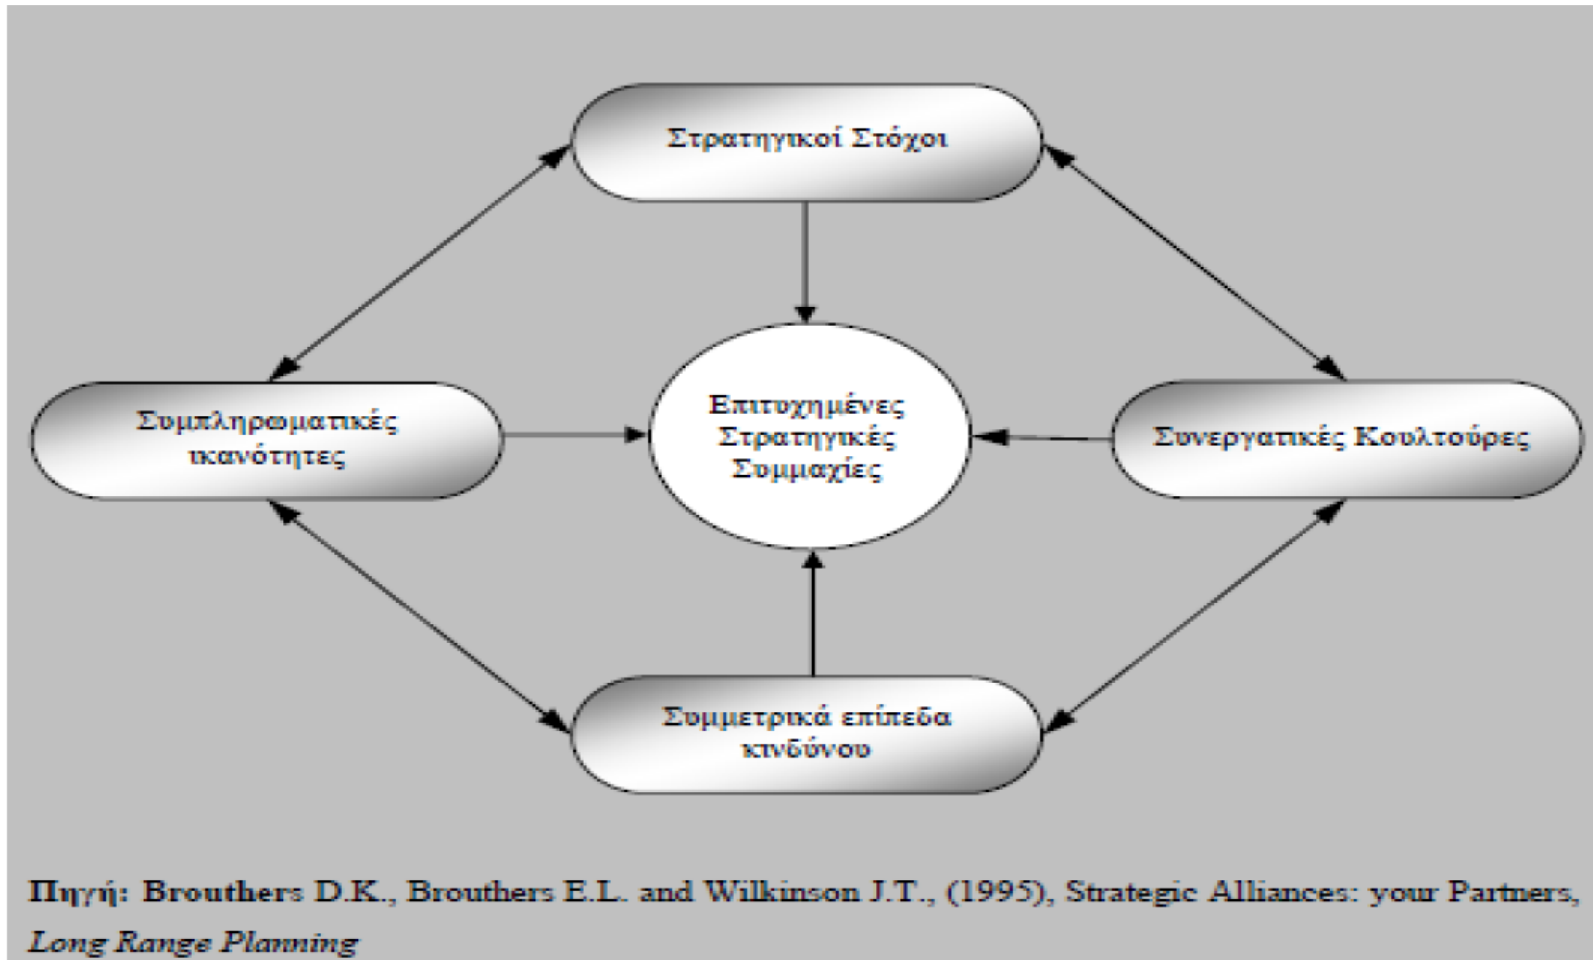 Στρατηγικοί Στόχοι
Συμπληρωματικές
ικανότητες
Επιτυχημένες
Στρατηγικές
Συμμαχίες
Συνεργατικές Κουλτούρες
Συμμετρικά επίπεδα
κινδύνου
Πηγή: Brouthers D.K., Brouthers E.L. and Wilkinson J.T., (1995), Strategic Alliances: your Partners,
Long Range Planning